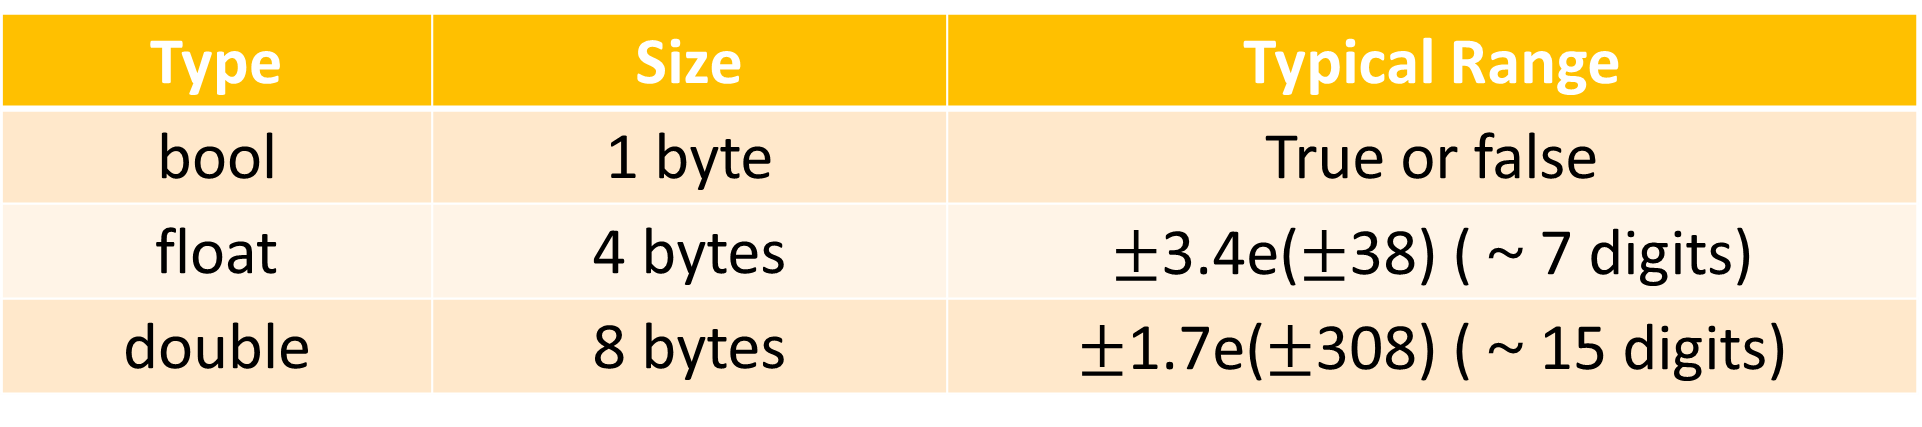 Type Size Typical Range
bool 1 byte True or false
float 4 bytes ±3.4e(±38) ( ~ 7 digits)
double 8 bytes ±1.7e(±308) ( ~ 15 digits)